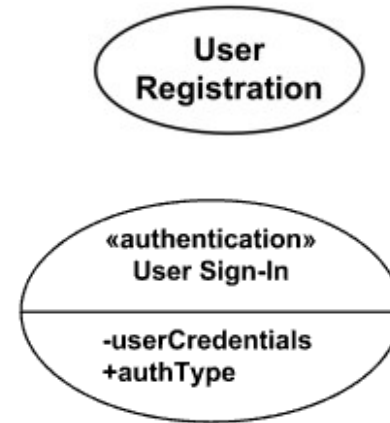 User
Registration
«authentication»
User Sign-In
-userCredentials
+authType